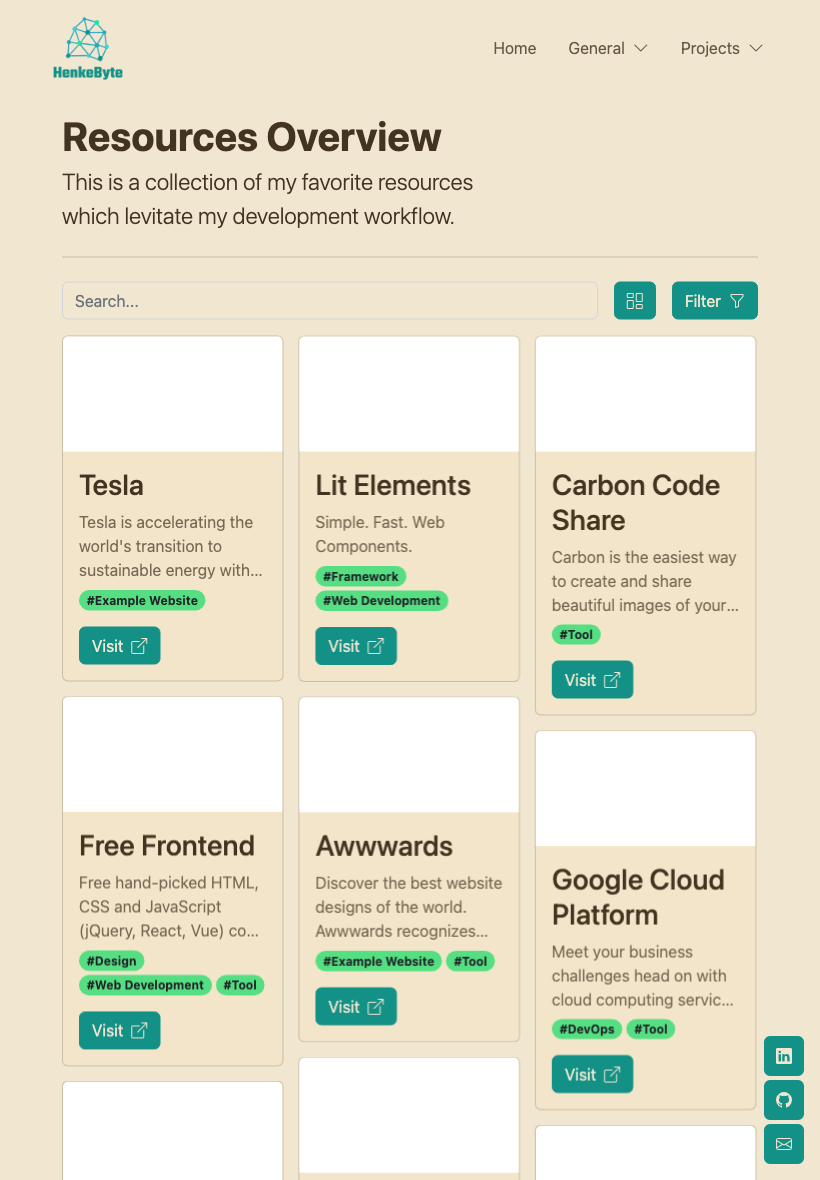 HenkeByte
Home
General
Projects
Resources Overview
This is a collection of my favorite resources
which levitate my development workflow.
Search...
Filter
Tesla
Tesla is accelerating the
world's transition to
sustainable energy with...
#Example Website
Visit
Lit Elements
Simple. Fast. Web
Components.
#Framework
#Web Development
Visit
Carbon Code
Share
Carbon is the easiest way
to create and share
beautiful images of your...
#Tool
Visit
Free Frontend
Free hand-picked HTML,
CSS and JavaScript
(jQuery, React, Vue) co...
#Design
#Web Development #Tool
Visit
Awwwards
Discover the best website
designs of the world.
Awwwards recognizes...
#Example Website #Tool
Visit
Google Cloud
Platform
Meet your business
challenges head on with
cloud computing servic...
#DevOps #Tool
Visit